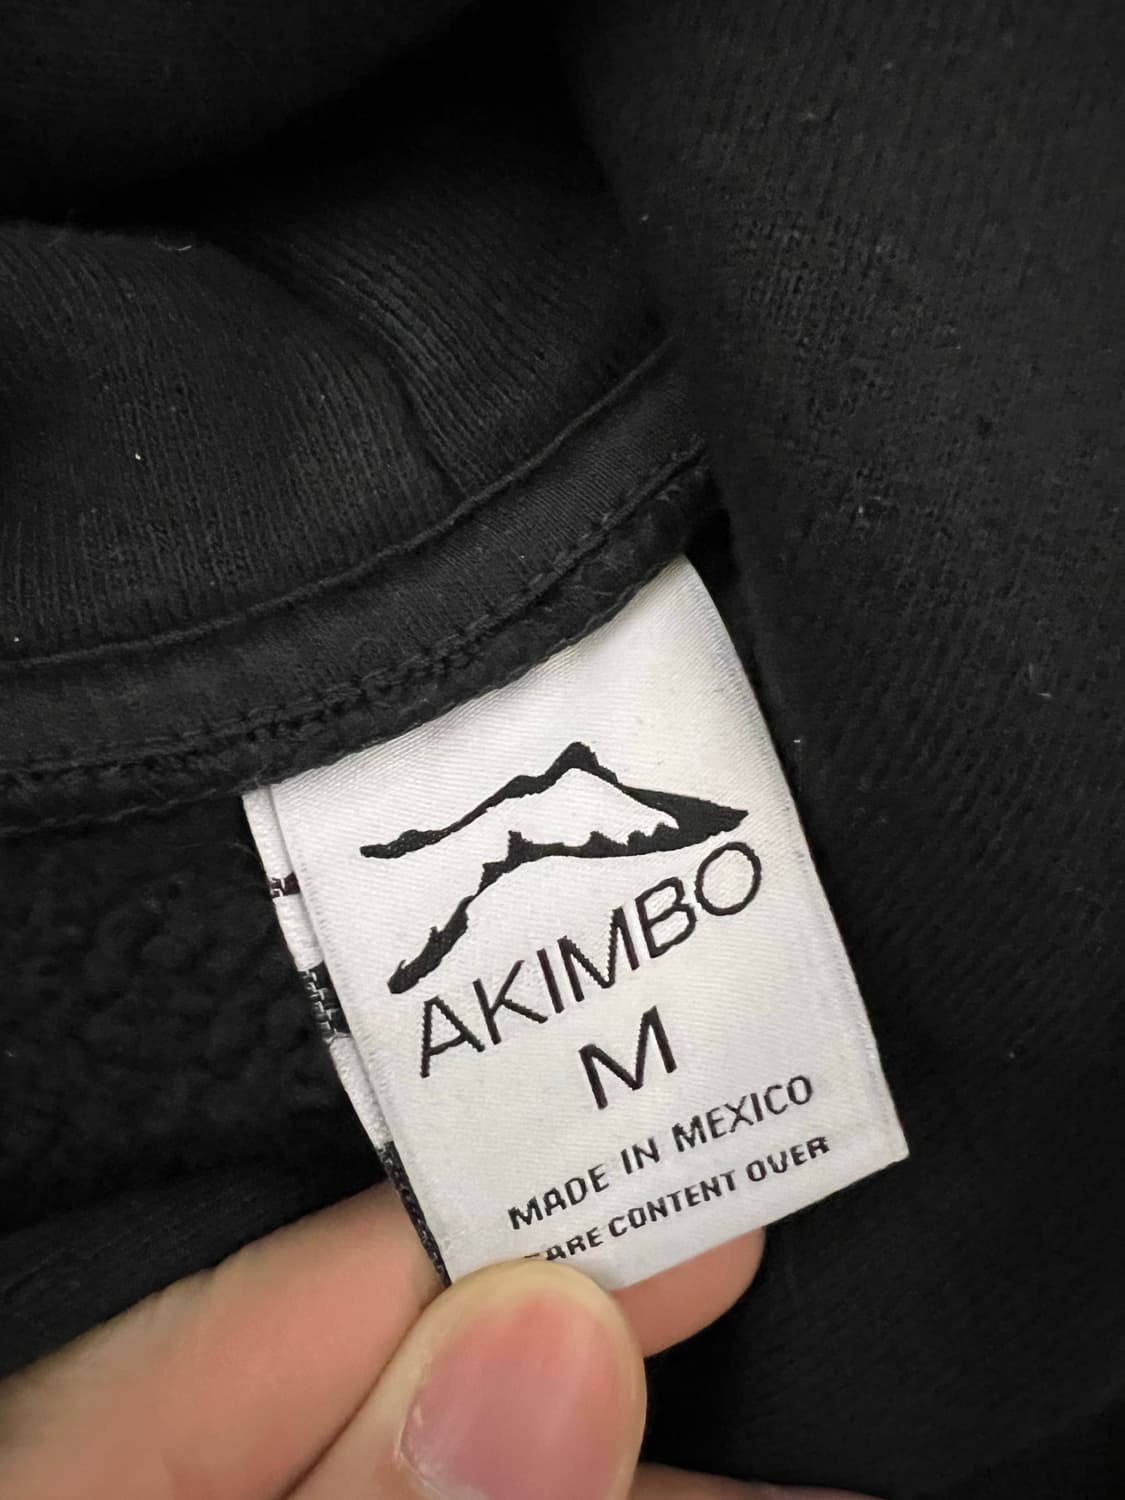 AKIMBO
M
MADE IN MEXICO
CARE CONTENT OVER